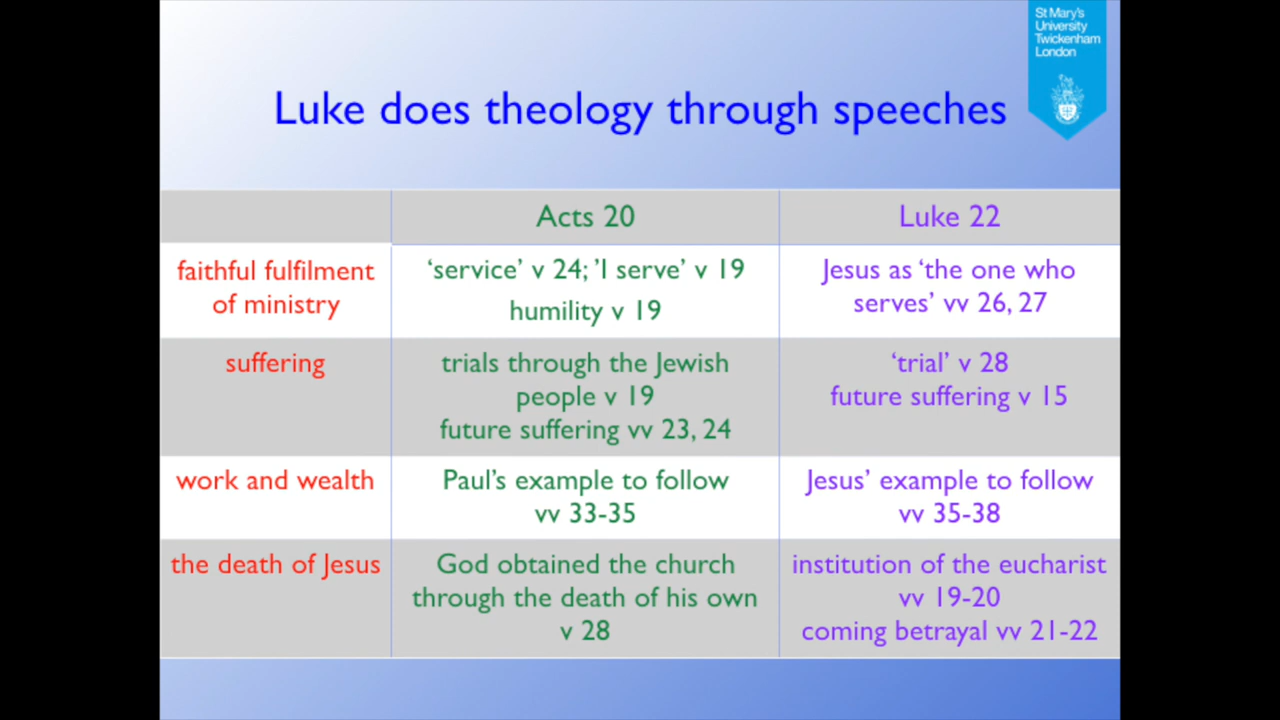 St Mary's
University
Twickenham
London
Luke does theology through speeches
Acts 20
Luke 22
faithful fulfilment
of ministry
‘service’ v 24; ’I serve’ v 19
humility v 19
Jesus as ‘the one who
serves’ vv 26, 27
suffering
trials through the Jewish
people v 19
future suffering vv 23, 24
‘trial’ v 28
future suffering v 15
work and wealth
Paul’s example to follow
vv 33-35
Jesus’ example to follow
vv 35-38
the death of Jesus
God obtained the church
through the death of his own
v 28
institution of the eucharist
vv 19-20
coming betrayal vv 21-22